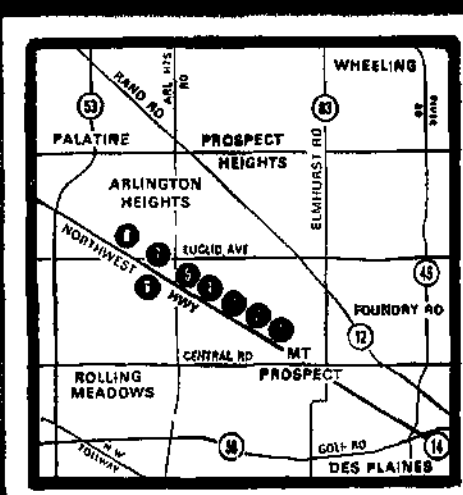 WHEELING
ARL HTS RD
RAND RD
53
83
PALATINE
PROSPECT
HEIGHTS
ELMHURST RD
ARLINGTON
HEIGHTS
EUCLID AVE
NORTHWEST HWY
45
FOUNDRY RD
12
CENTRAL RD
MT
PROSPECT
ROLLING
MEADOWS
58
GOLF RD
14
N W
TOLLWAY
DES PLAINES